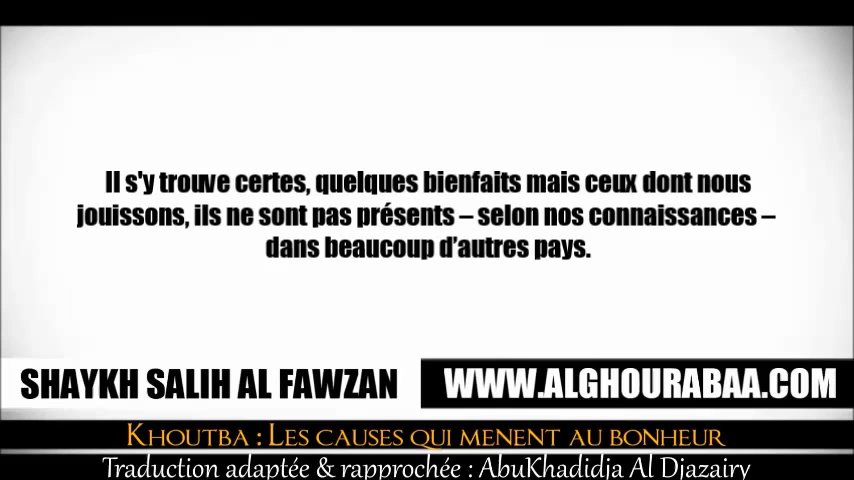 Il s'y trouve certes, quelques bienfaits mais ceux dont nous
jouissons, ils ne sont pas présents – selon nos connaissances –
dans beaucoup d’autres pays.
SHAYKH SALIH AL FAWZAN
WWW.ALGHOURABAA.COM
Khoutba : Les causes qui menent au bonheur
Traduction adaptée & rapprochée : AbuKhadidja Al Djazairy